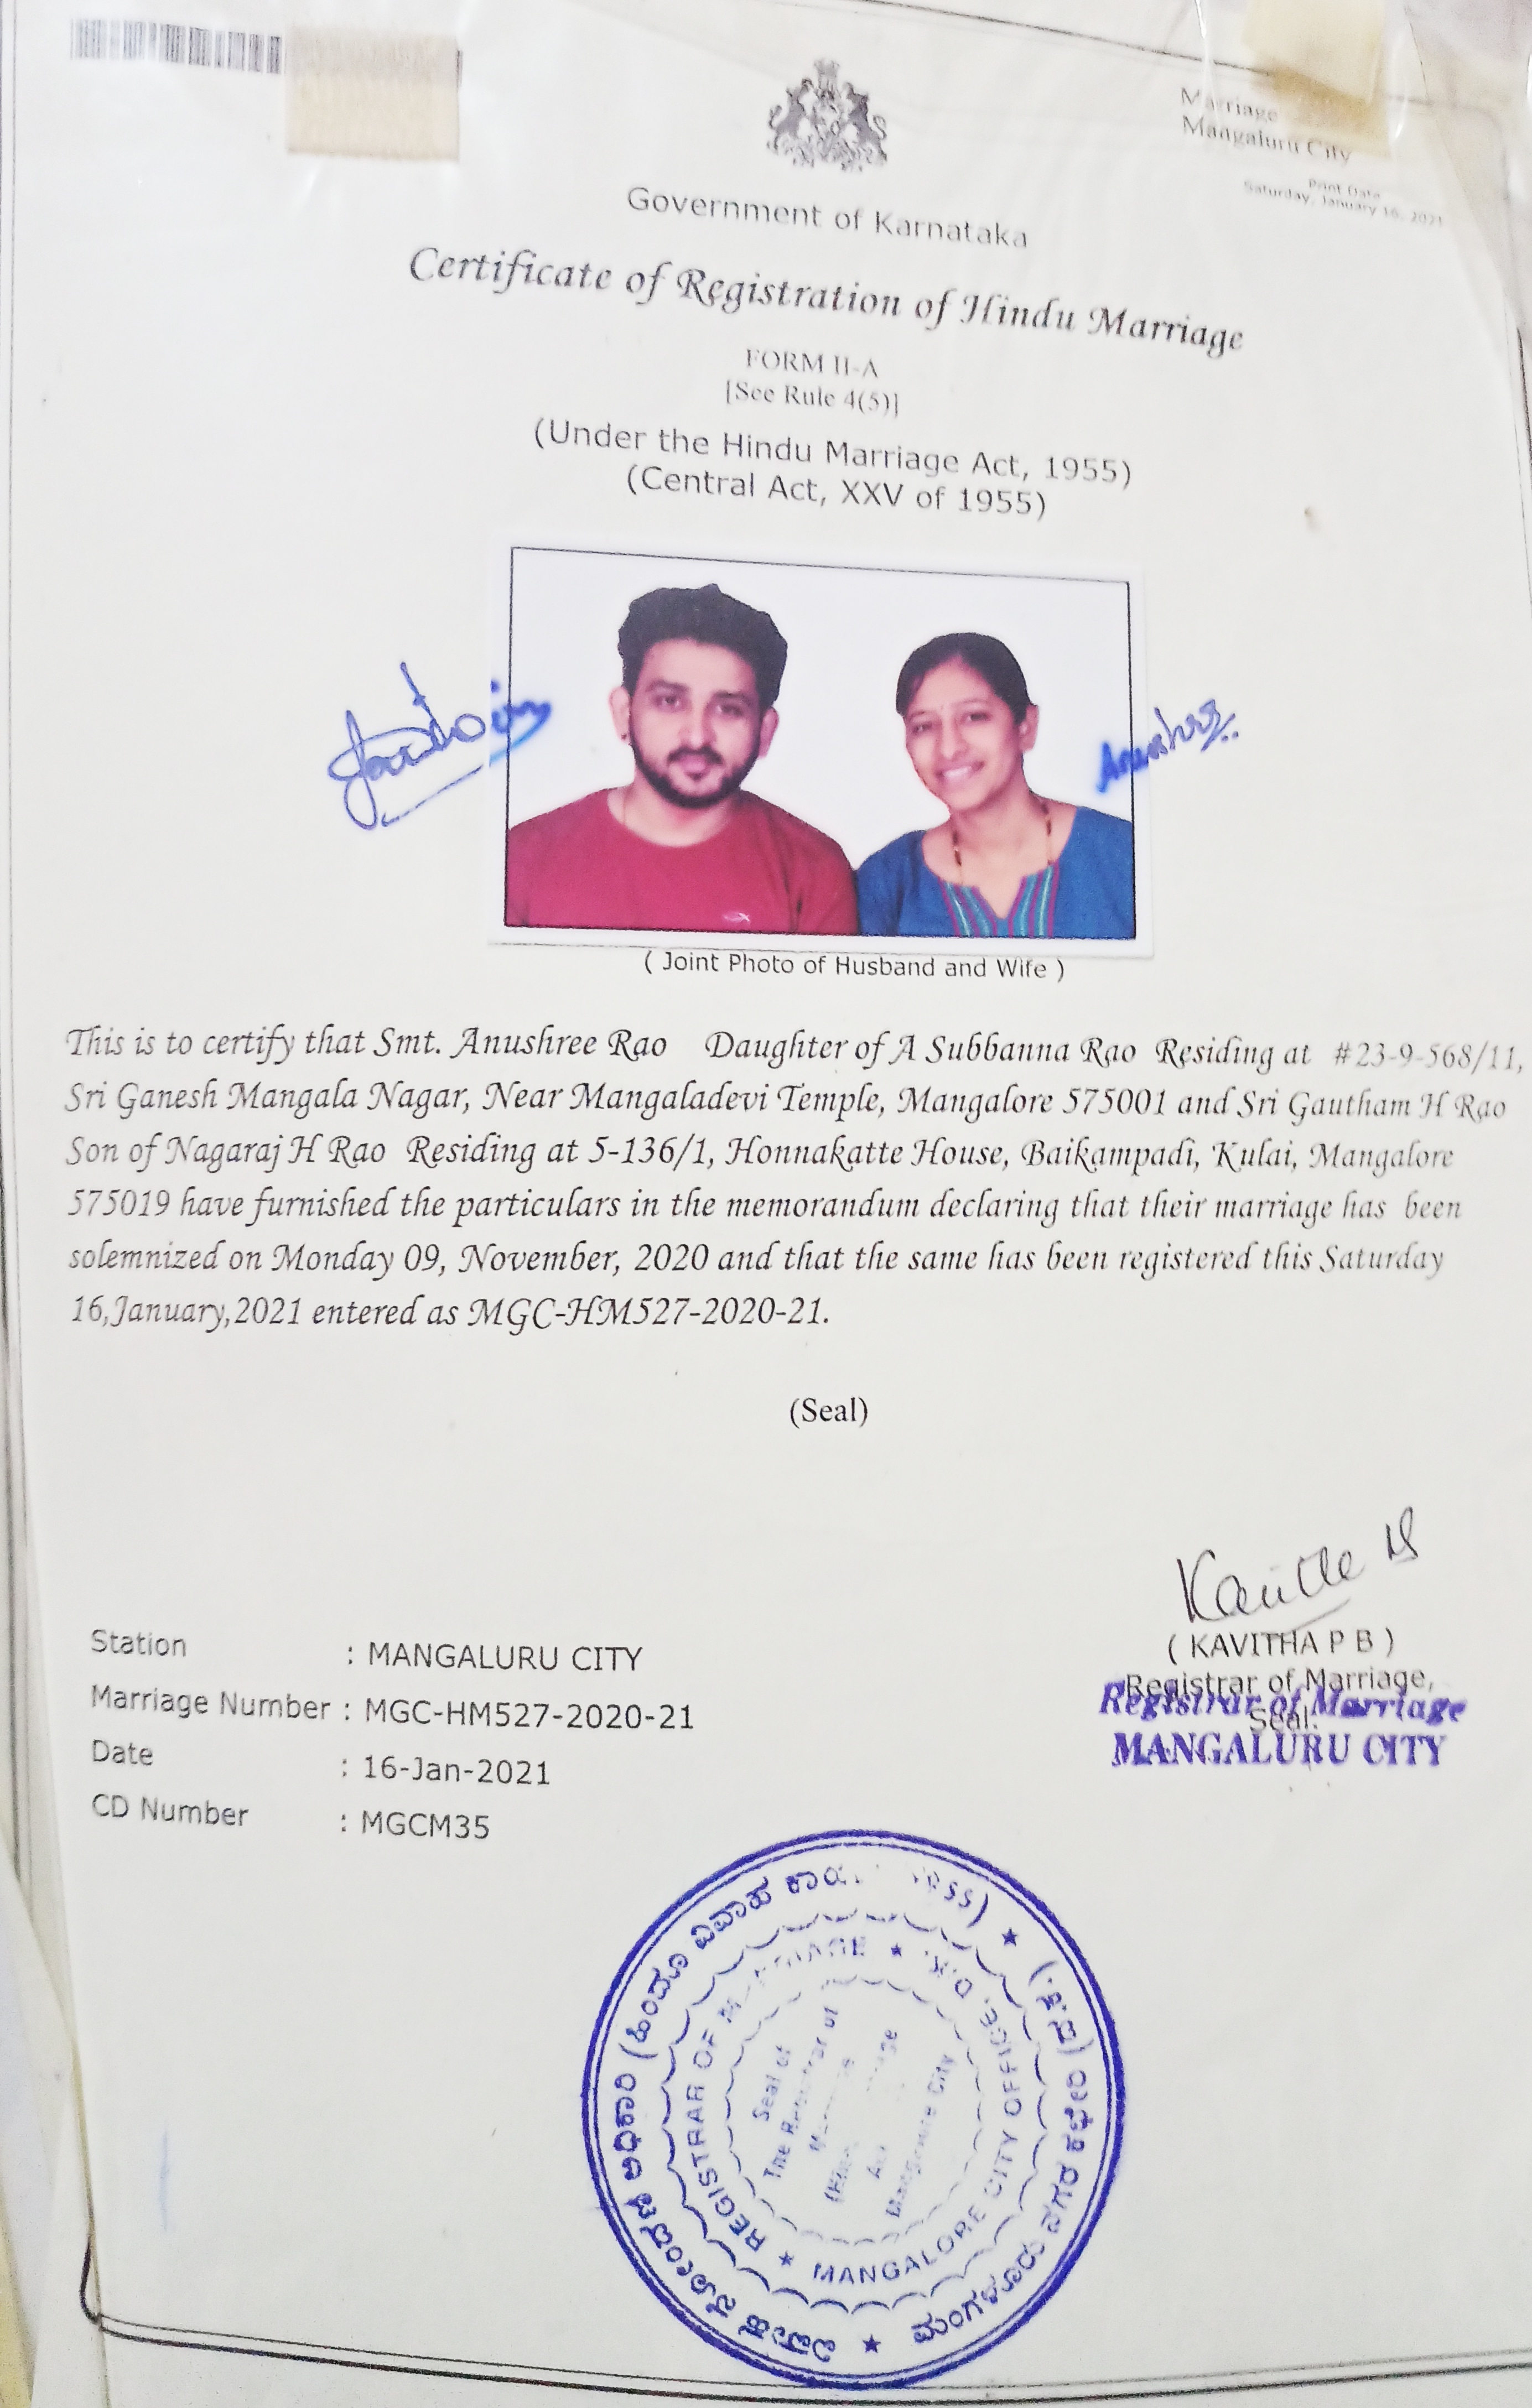 Marriage
Mangaluru City
Print Date
Saturday, January 16, 2021
Government of Karnataka
Certificate of Registration of Hindu Marriage
FORM II-A
[See Rule 4(5)]
(Under the Hindu Marriage Act, 1955)
(Central Act, XXV of 1955)
Anushree
( Joint Photo of Husband and Wife )
This is to certify that Smt. Anushree Rao Daughter of A Subbanna Rao Residing at #23-9-568/11,
Sri Ganesh Mangala Nagar, Near Mangaladevi Temple, Mangalore 575001 and Sri Gautham H Rao
Son of Nagaraj H Rao Residing at 5-136/1, Honnakatte House, Baikampadi, Kulai, Mangalore
575019 have furnished the particulars in the memorandum declaring that their marriage has been
solemnized on Monday 09, November, 2020 and that the same has been registered this Saturday
16,January,2021 entered as MGC-HM527-2020-21.
(Seal)
( KAVITHA P B )
Registrar of Marriage,
Seal.
Registrar of Marriage
MANGALURU CITY
Station : MANGALURU CITY
Marriage Number : MGC-HM527-2020-21
Date : 16-Jan-2021
CD Number : MGCM35
ವಿವಾಹ ನೋಂದಣಿ ಅಧಿಕಾರಿ (ಹಿಂದೂ ವಿವಾಹ 1955) ★ (ದ.ಕ.)
ಮಂಗಳೂರು ನಗರ ಕಛೇರಿ ★
REGISTRAR OF MARRIAGE ★ MANGALORE CITY OFFICE, D.K. ★
Seal of
The Registrar of
Mangalore City